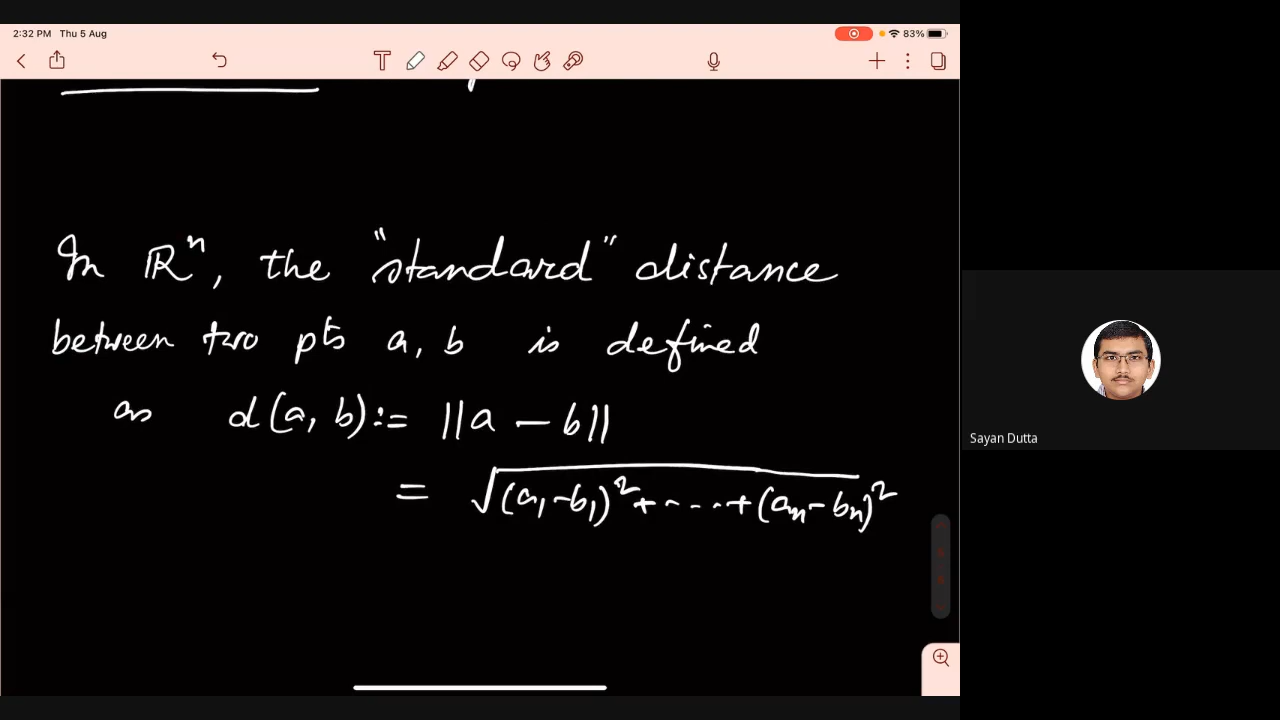 2:32 PM Thu 5 Aug
83%
In ℝⁿ, the "standard" distance
between two pts a, b is defined
as d(a, b) := ||a - b||
= √(a₁-b₁)² + ---- + (aₙ-bₙ)²
Sayan Dutta